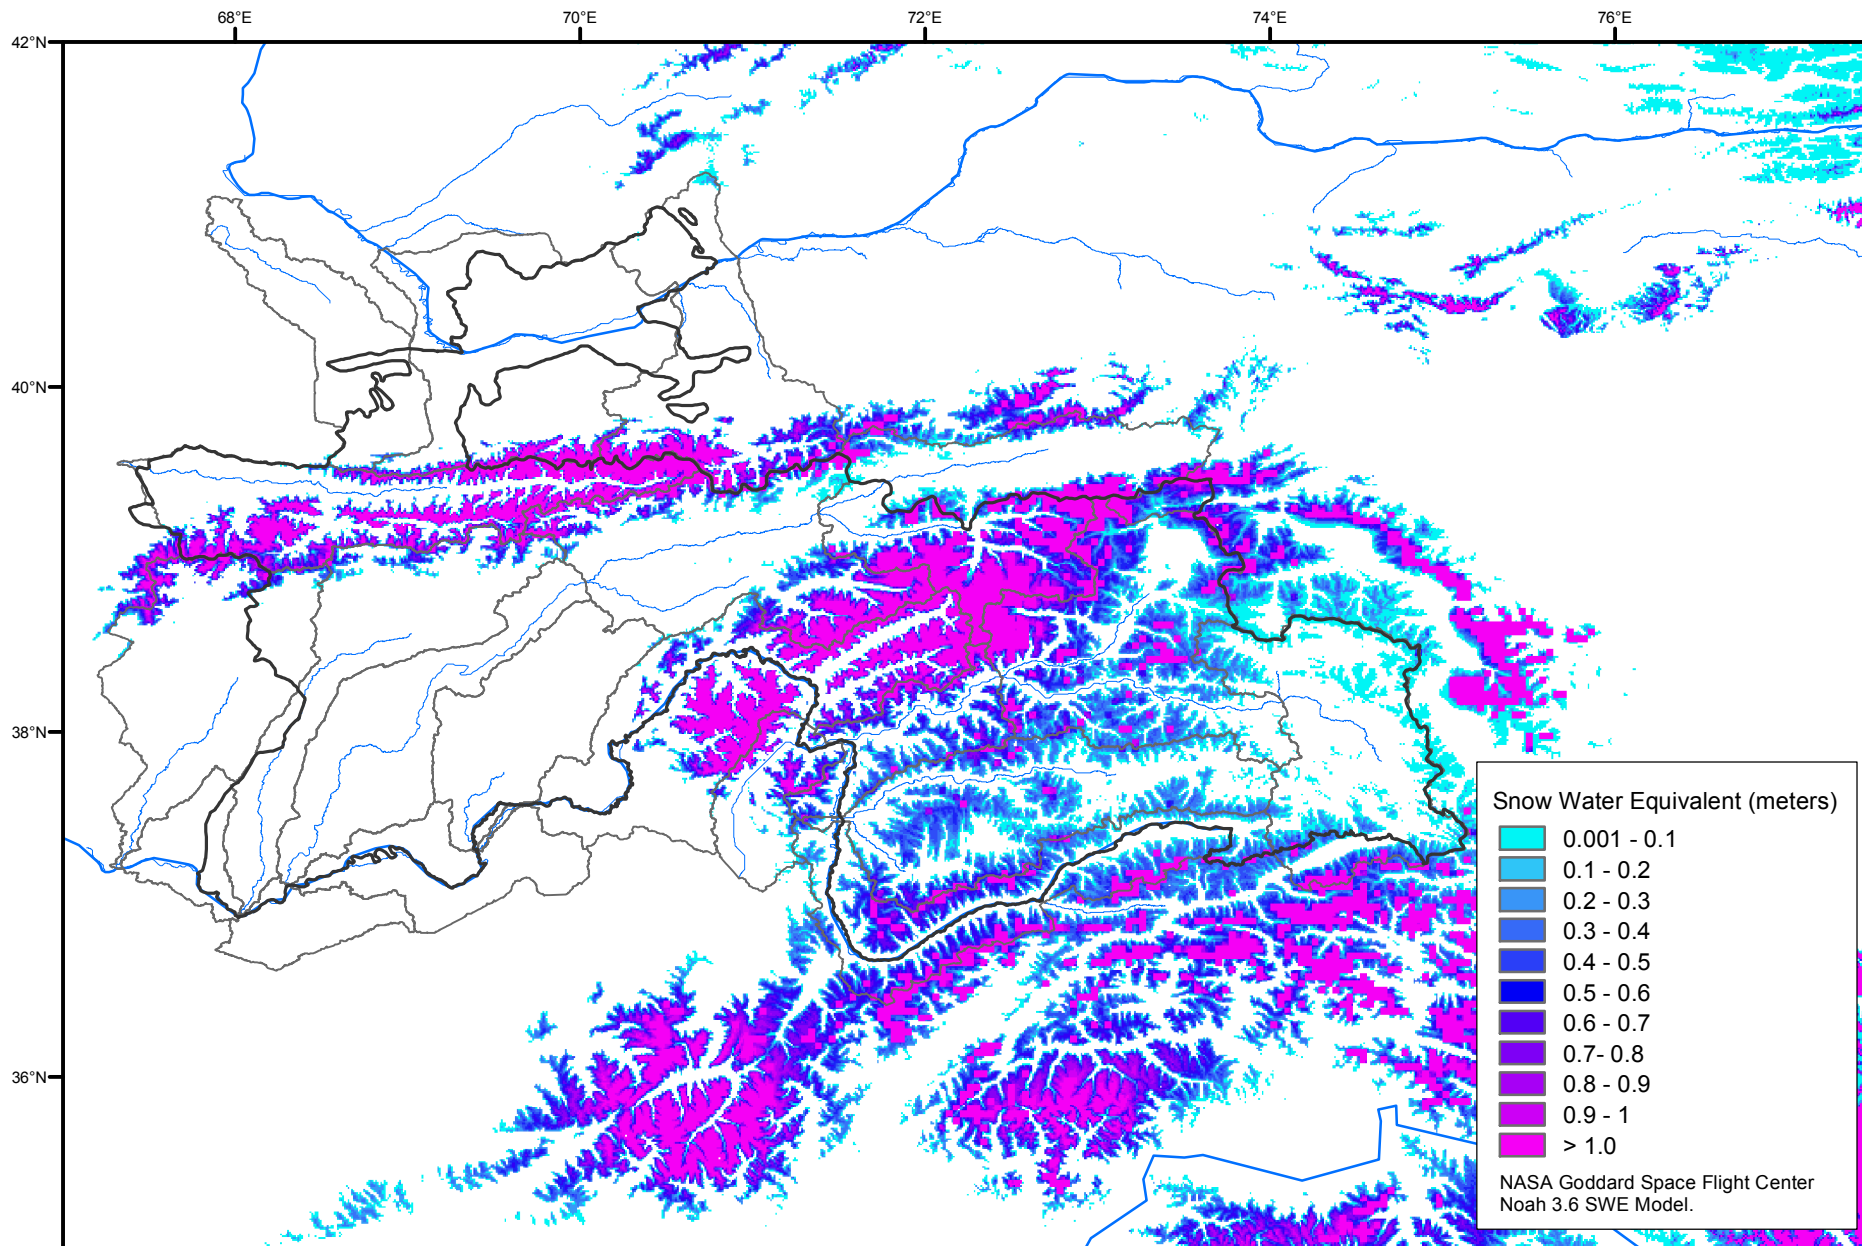 68°E
70°E
72°E
74°E
76°E
42°N
40°N
38°N
36°N
Snow Water Equivalent (meters)
0.001 - 0.1
0.1 - 0.2
0.2 - 0.3
0.3 - 0.4
0.4 - 0.5
0.5 - 0.6
0.6 - 0.7
0.7- 0.8
0.8 - 0.9
0.9 - 1
> 1.0
NASA Goddard Space Flight Center
Noah 3.6 SWE Model.